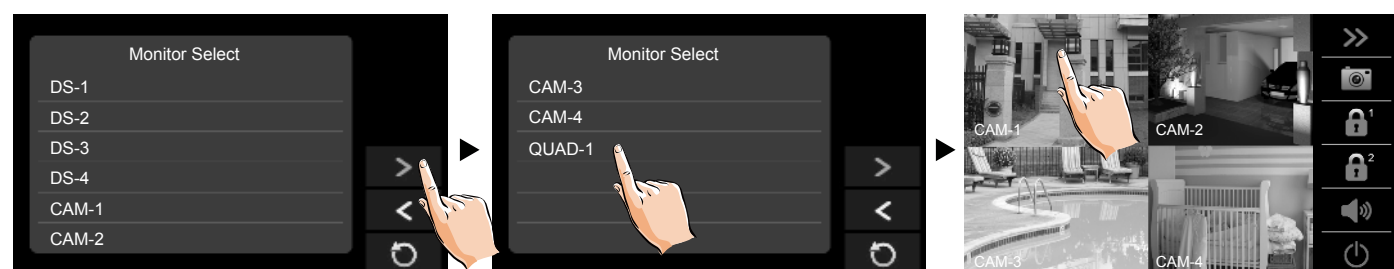 Monitor Select
DS-1
DS-2
DS-3
DS-4
CAM-1
CAM-2
Monitor Select
CAM-3
CAM-4
QUAD-1
CAM-1
CAM-2
CAM-3
CAM-4
1
2